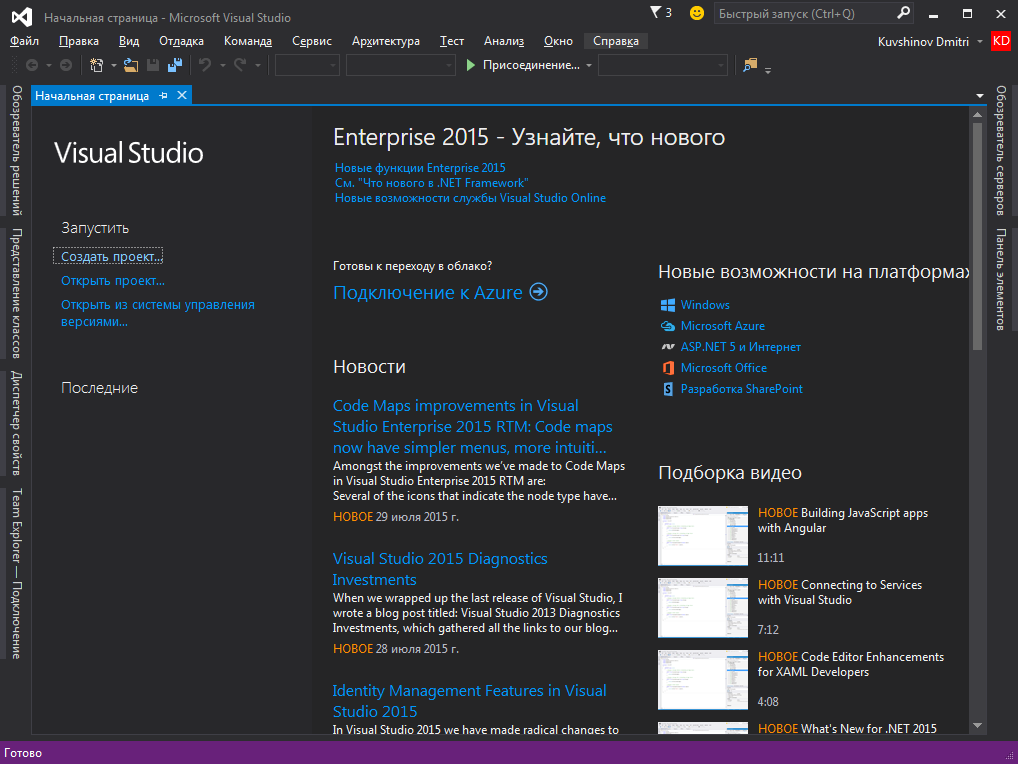 Начальная страница - Microsoft Visual Studio
3
Быстрый запуск (Ctrl+Q)
Файл Правка Вид Отладка Команда Сервис Архитектура Тест Анализ Окно Справка
Kuvshinov Dmitri
KD
Присоединение...
Начальная страница
Обозреватель решений
Представление классов
Диспетчер свойств
Team Explorer — Подключение
Visual Studio
Запустить
Создать проект...
Открыть проект...
Открыть из системы управления
версиями...
Последние
Enterprise 2015 - Узнайте, что нового
Новые функции Enterprise 2015
См. "Что нового в .NET Framework"
Новые возможности службы Visual Studio Online
Готовы к переходу в облако?
Подключение к Azure
Новости
Code Maps improvements in Visual
Studio Enterprise 2015 RTM: Code maps
now have simpler menus, more intuiti...
Amongst the improvements we've made to Code Maps
in Visual Studio Enterprise 2015 RTM are:
Several of the icons that indicate the node type have...
НОВОЕ 29 июля 2015 г.
Visual Studio 2015 Diagnostics
Investments
When we wrapped up the last release of Visual Studio, I
wrote a blog post titled: Visual Studio 2013 Diagnostics
Investments, which gathered all the links to our blog...
НОВОЕ 28 июля 2015 г.
Identity Management Features in Visual
Studio 2015
In Visual Studio 2015 we have made radical changes to
Новые возможности на платформах
Windows
Microsoft Azure
ASP.NET 5 и Интернет
Microsoft Office
Разработка SharePoint
Подборка видео
НОВОЕ Building JavaScript apps
with Angular
11:11
НОВОЕ Connecting to Services
with Visual Studio
7:12
НОВОЕ Code Editor Enhancements
for XAML Developers
4:08
НОВОЕ What's New for .NET 2015
Обозреватель серверов
Панель элементов
Готово